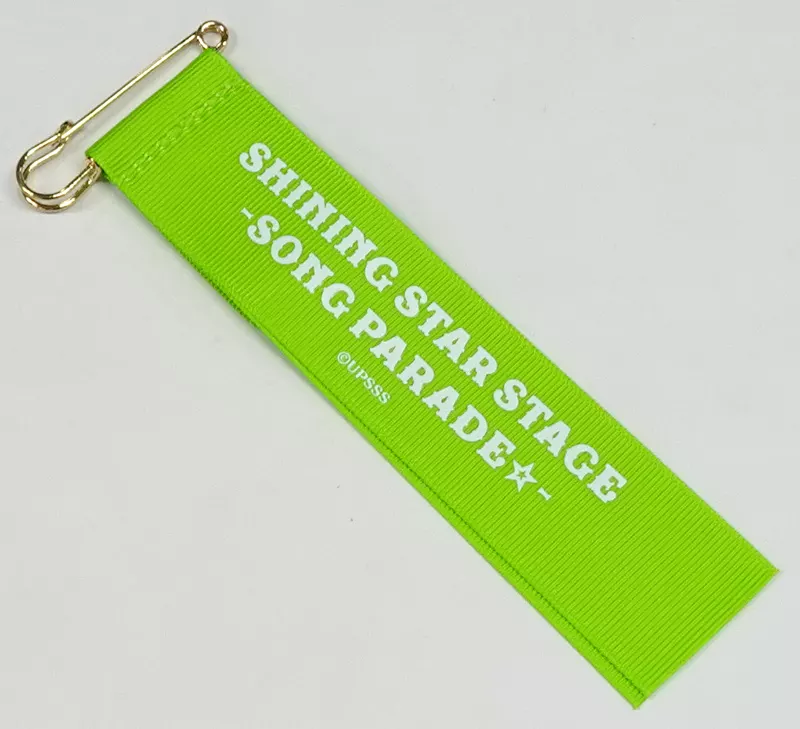 SHINING STAR STAGE
-SONG PARADE☆-
©UPSSS